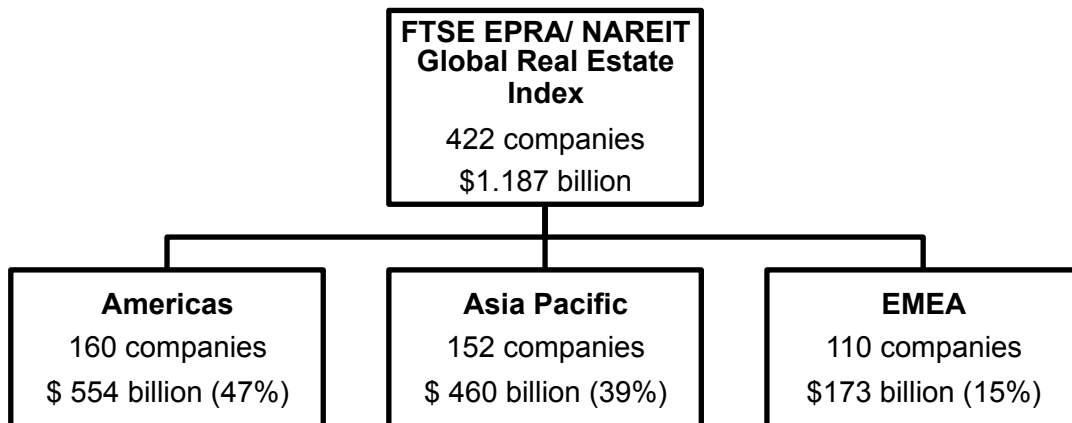 FTSE EPRA/ NAREIT
Global Real Estate
Index
422 companies
$1.187 billion
Americas
160 companies
$ 554 billion (47%)
Asia Pacific
152 companies
$ 460 billion (39%)
EMEA
110 companies
$173 billion (15%)